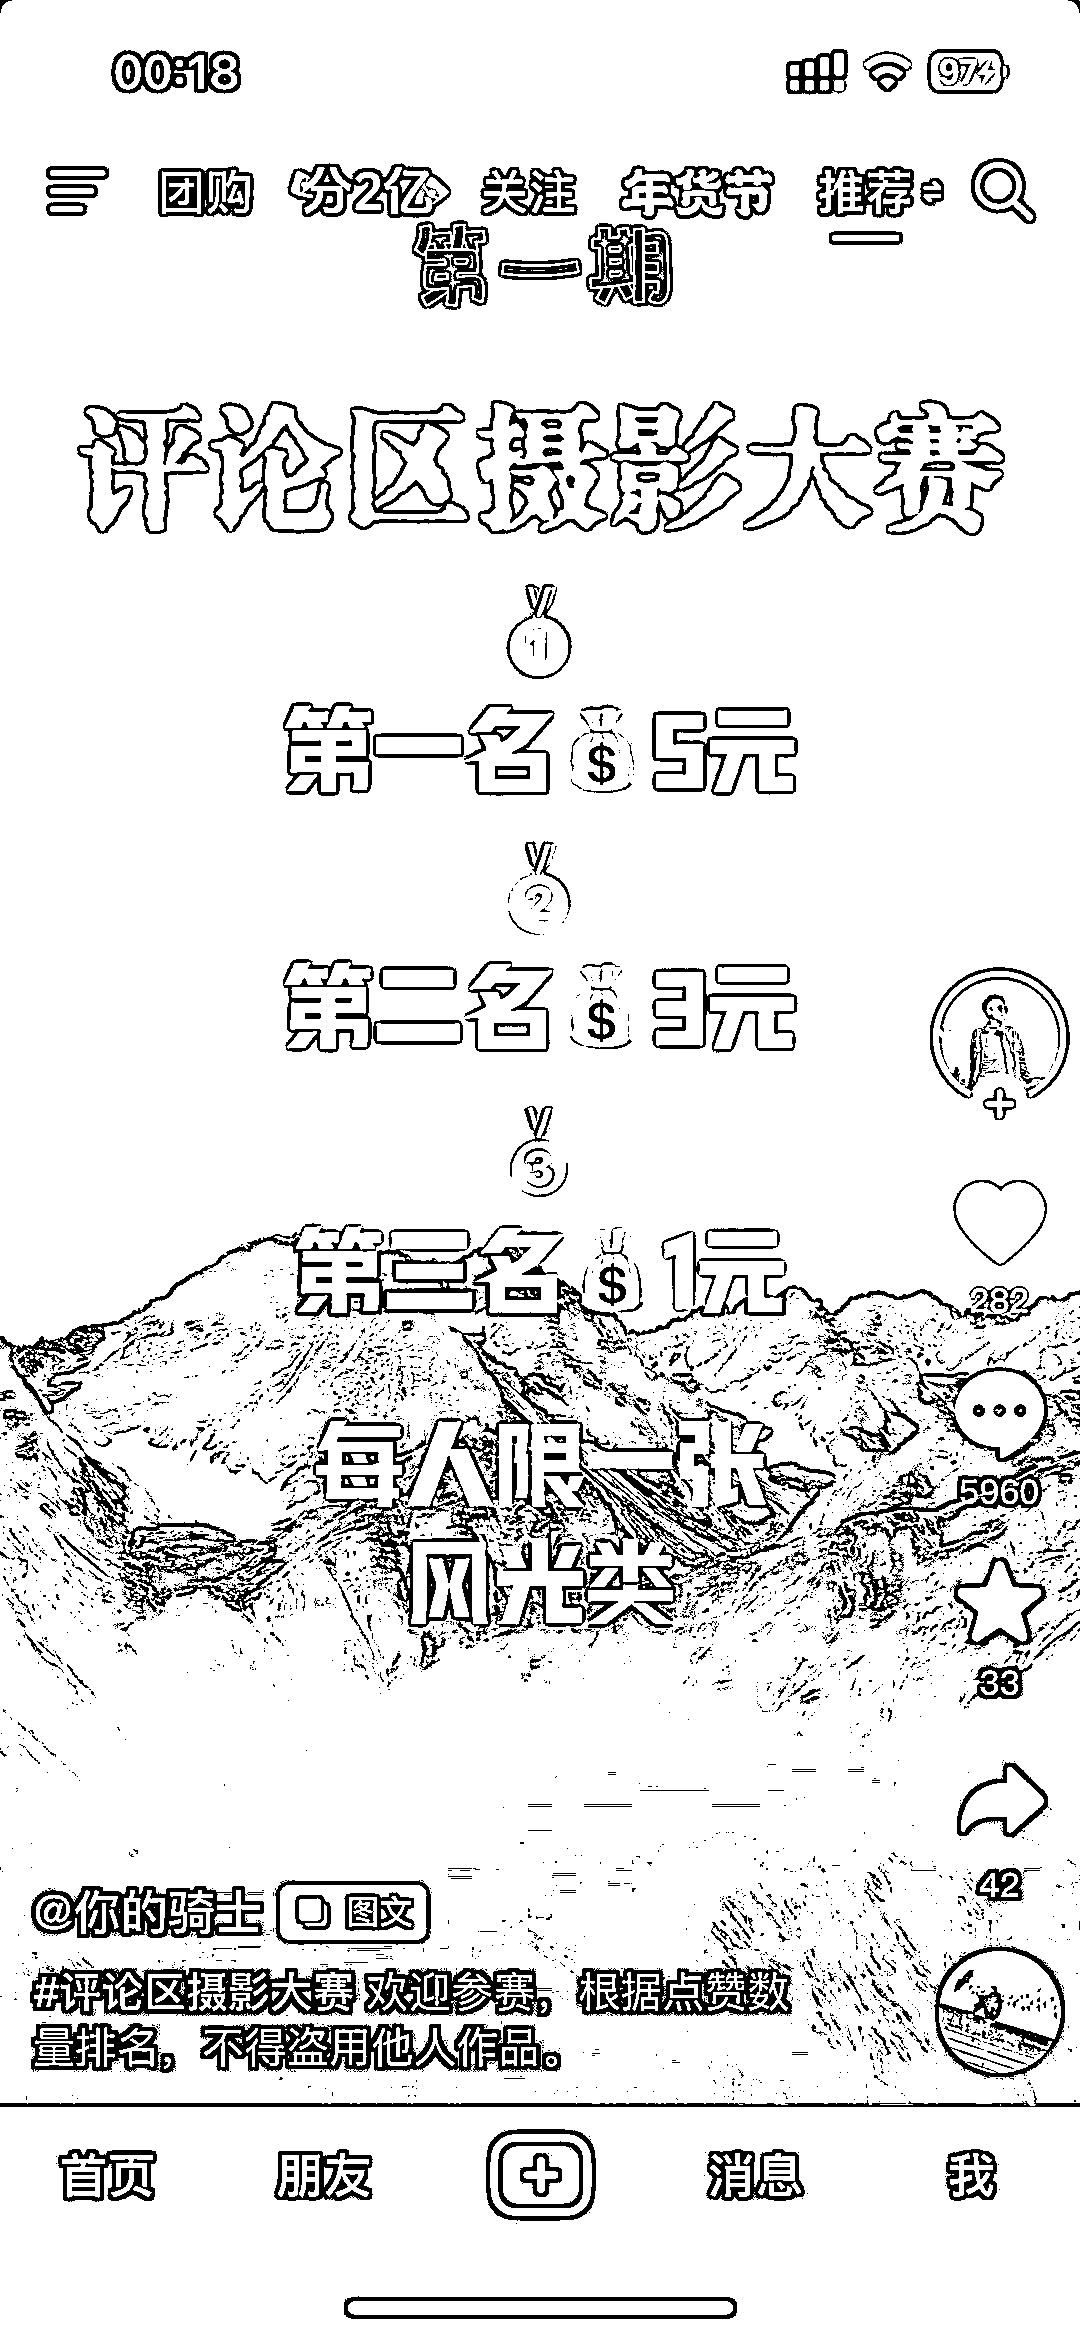 00:18
97
团购 分2亿 关注 年货节 推荐
第一期
评论区摄影大赛
1
第一名💰5元
2
第二名💰3元
3
第三名💰1元
282
每人限一张
5960
风光类
33
42
@你的骑士 图文
#评论区摄影大赛 欢迎参赛，根据点赞数
量排名，不得盗用他人作品。
首页 朋友 消息 我